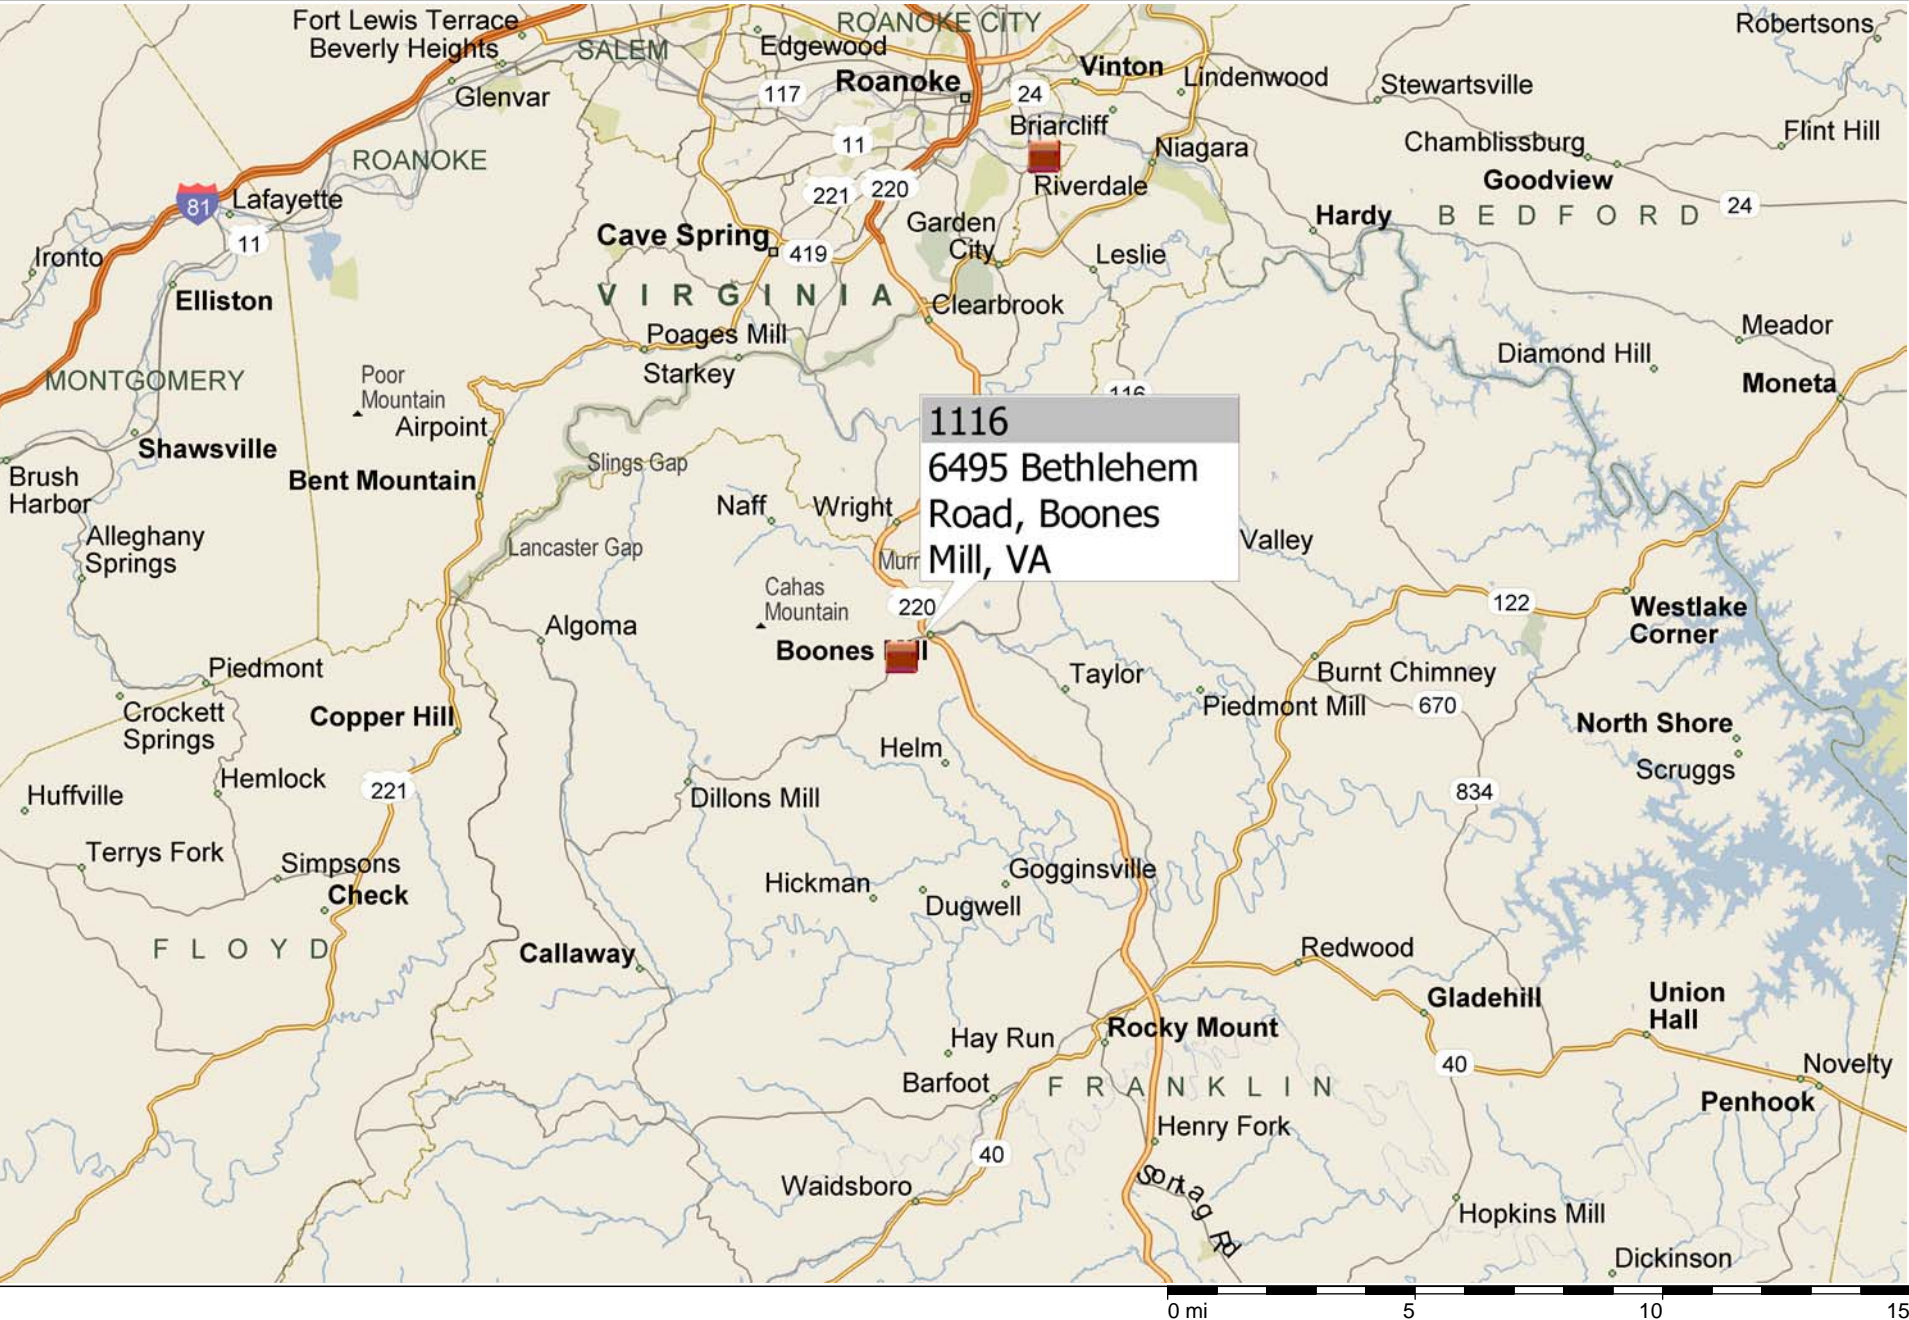 Fort Lewis Terrace
ROANOKE CITY
Robertsons
Beverly Heights
SALEM
Edgewood
Vinton
Lindenwood
Roanoke
Stewartsville
Glenvar
117
24
Briarcliff
Flint Hill
11
Chamblissburg
Niagara
ROANOKE
Goodview
221
220
Riverdale
81
Lafayette
Garden
City
Hardy
BEDFORD
24
11
Cave Spring
419
Leslie
Ironto
Elliston
VIRGINIA
Clearbrook
Poages Mill
Meador
Diamond Hill
Starkey
MONTGOMERY
Poor
Mountain
Moneta
116
Airpoint
1116
Shawsville
Slings Gap
6495 Bethlehem
Road, Boones
Mill, VA
Brush
Harbor
Bent Mountain
Naff
Wright
Alleghany
Springs
Lancaster Gap
Valley
Cahas
Mountain
220
122
Westlake
Corner
Algoma
Boones
Piedmont
Taylor
Burnt Chimney
Crockett
Springs
Copper Hill
Piedmont Mill
670
North Shore
Helm
Scruggs
Hemlock
221
Huffville
Dillons Mill
834
Terrys Fork
Simpsons
Check
Gogginsville
Hickman
Dugwell
FLOYD
Callaway
Redwood
Gladehill
Union
Hall
Rocky Mount
Hay Run
40
Novelty
Barfoot
FRANKLIN
Penhook
Henry Fork
40
Sontag Rd
Waidsboro
Hopkins Mill
Dickinson
0 mi
5
10
15